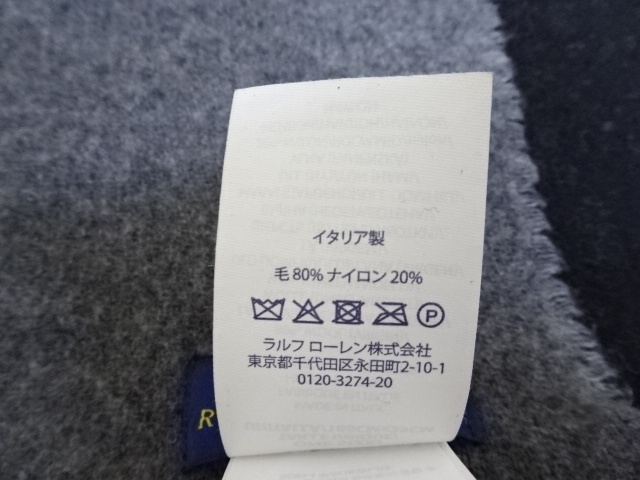 イタリア製
毛 80% ナイロン 20%
P
ラルフ ローレン株式会社
東京都千代田区永田町2-10-1
0120-3274-20
R